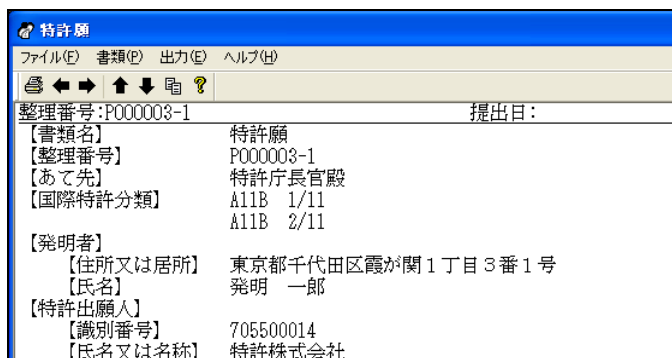 特許願
ファイル(F) 書類(P) 出力(E) ヘルプ(H)
整理番号:P000003-1 提出日:
【書類名】 特許願
【整理番号】 P000003-1
【あて先】 特許庁長官殿
【国際特許分類】 A11B 1/11
A11B 2/11
【発明者】
【住所又は居所】 東京都千代田区霞が関1丁目3番1号
【氏名】 発明 一郎
【特許出願人】
【識別番号】 705500014
【氏名又は名称】 特許株式会社